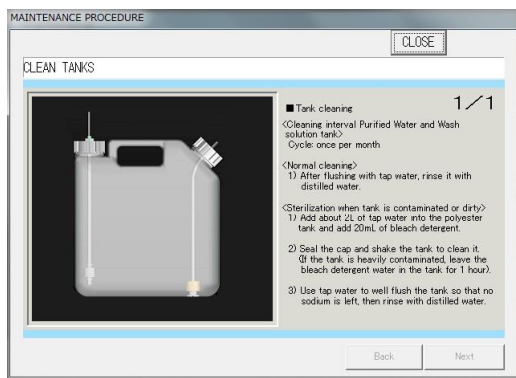 MAINTENANCE PROCEDURE
CLOSE
CLEAN TANKS
1/1
■Tank cleaning
<Cleaning interval Purified Water and Wash
solution tank>
Cycle: once per month
<Normal cleaning>
1) After flushing with tap water, rinse it with
distilled water.
<Sterilization when tank is contaminated or dirty>
1) Add about 2L of tap water into the polyester
tank and add 20mL of bleach detergent.
2) Seal the cap and shake the tank to clean it.
(If the tank is heavily contaminated, leave the
bleach detergent water in the tank for 1 hour).
3) Use tap water to well flush the tank so that no
sodium is left, then rinse with distilled water.
Back
Next